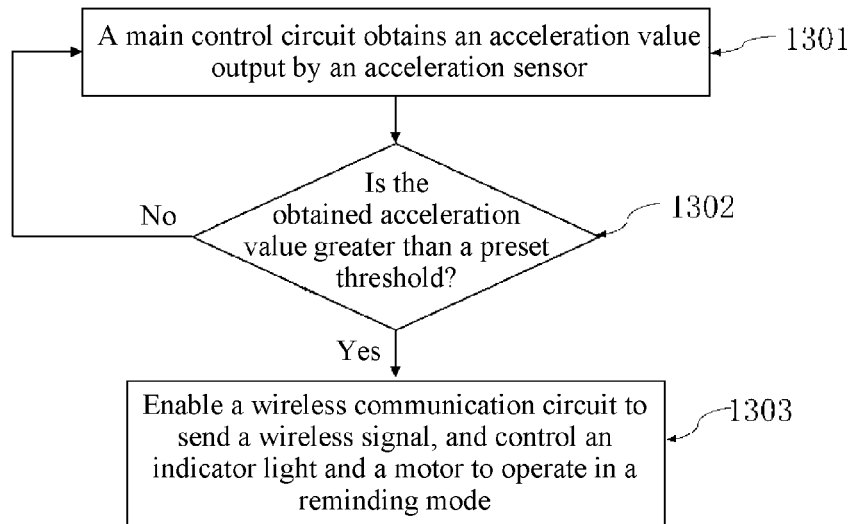 A main control circuit obtains an acceleration value
output by an acceleration sensor
1301
Is the
obtained acceleration
value greater than a preset
threshold?
1302
No
Yes
Enable a wireless communication circuit to
send a wireless signal, and control an
indicator light and a motor to operate in a
reminding mode
1303